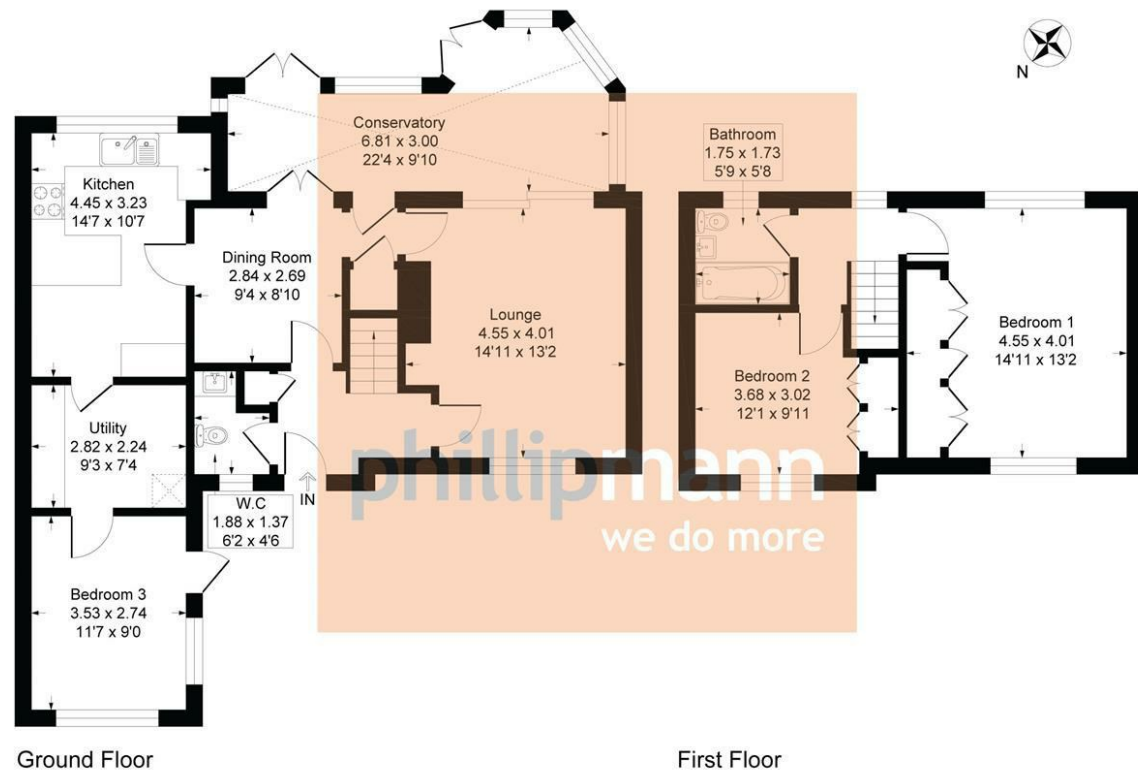 N
Conservatory
6.81 x 3.00
22'4 x 9'10
Bathroom
1.75 x 1.73
5'9 x 5'8
Kitchen
4.45 x 3.23
14'7 x 10'7
Dining Room
2.84 x 2.69
9'4 x 8'10
Lounge
4.55 x 4.01
14'11 x 13'2
Bedroom 1
4.55 x 4.01
14'11 x 13'2
Bedroom 2
3.68 x 3.02
12'1 x 9'11
Utility
2.82 x 2.24
9'3 x 7'4
phillipmann
we do more
IN
W.C
1.88 x 1.37
6'2 x 4'6
Bedroom 3
3.53 x 2.74
11'7 x 9'0
Ground Floor
First Floor